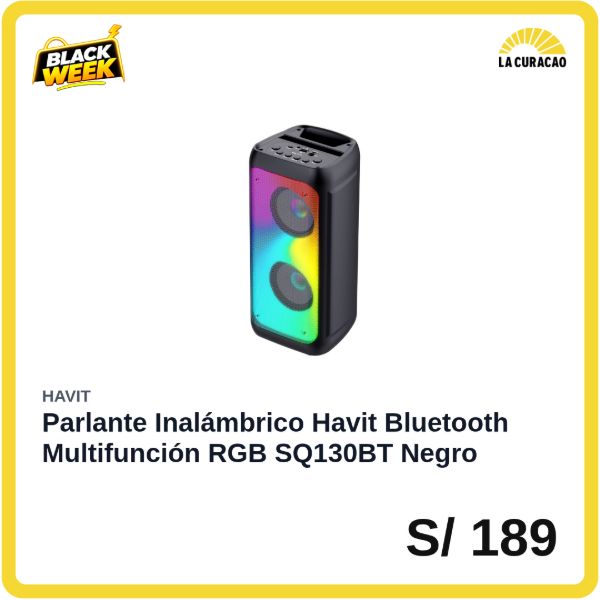 BLACK
WEEK
LA CURACAO
HAVIT
Parlante Inalámbrico Havit Bluetooth
Multifunción RGB SQ130BT Negro
S/ 189